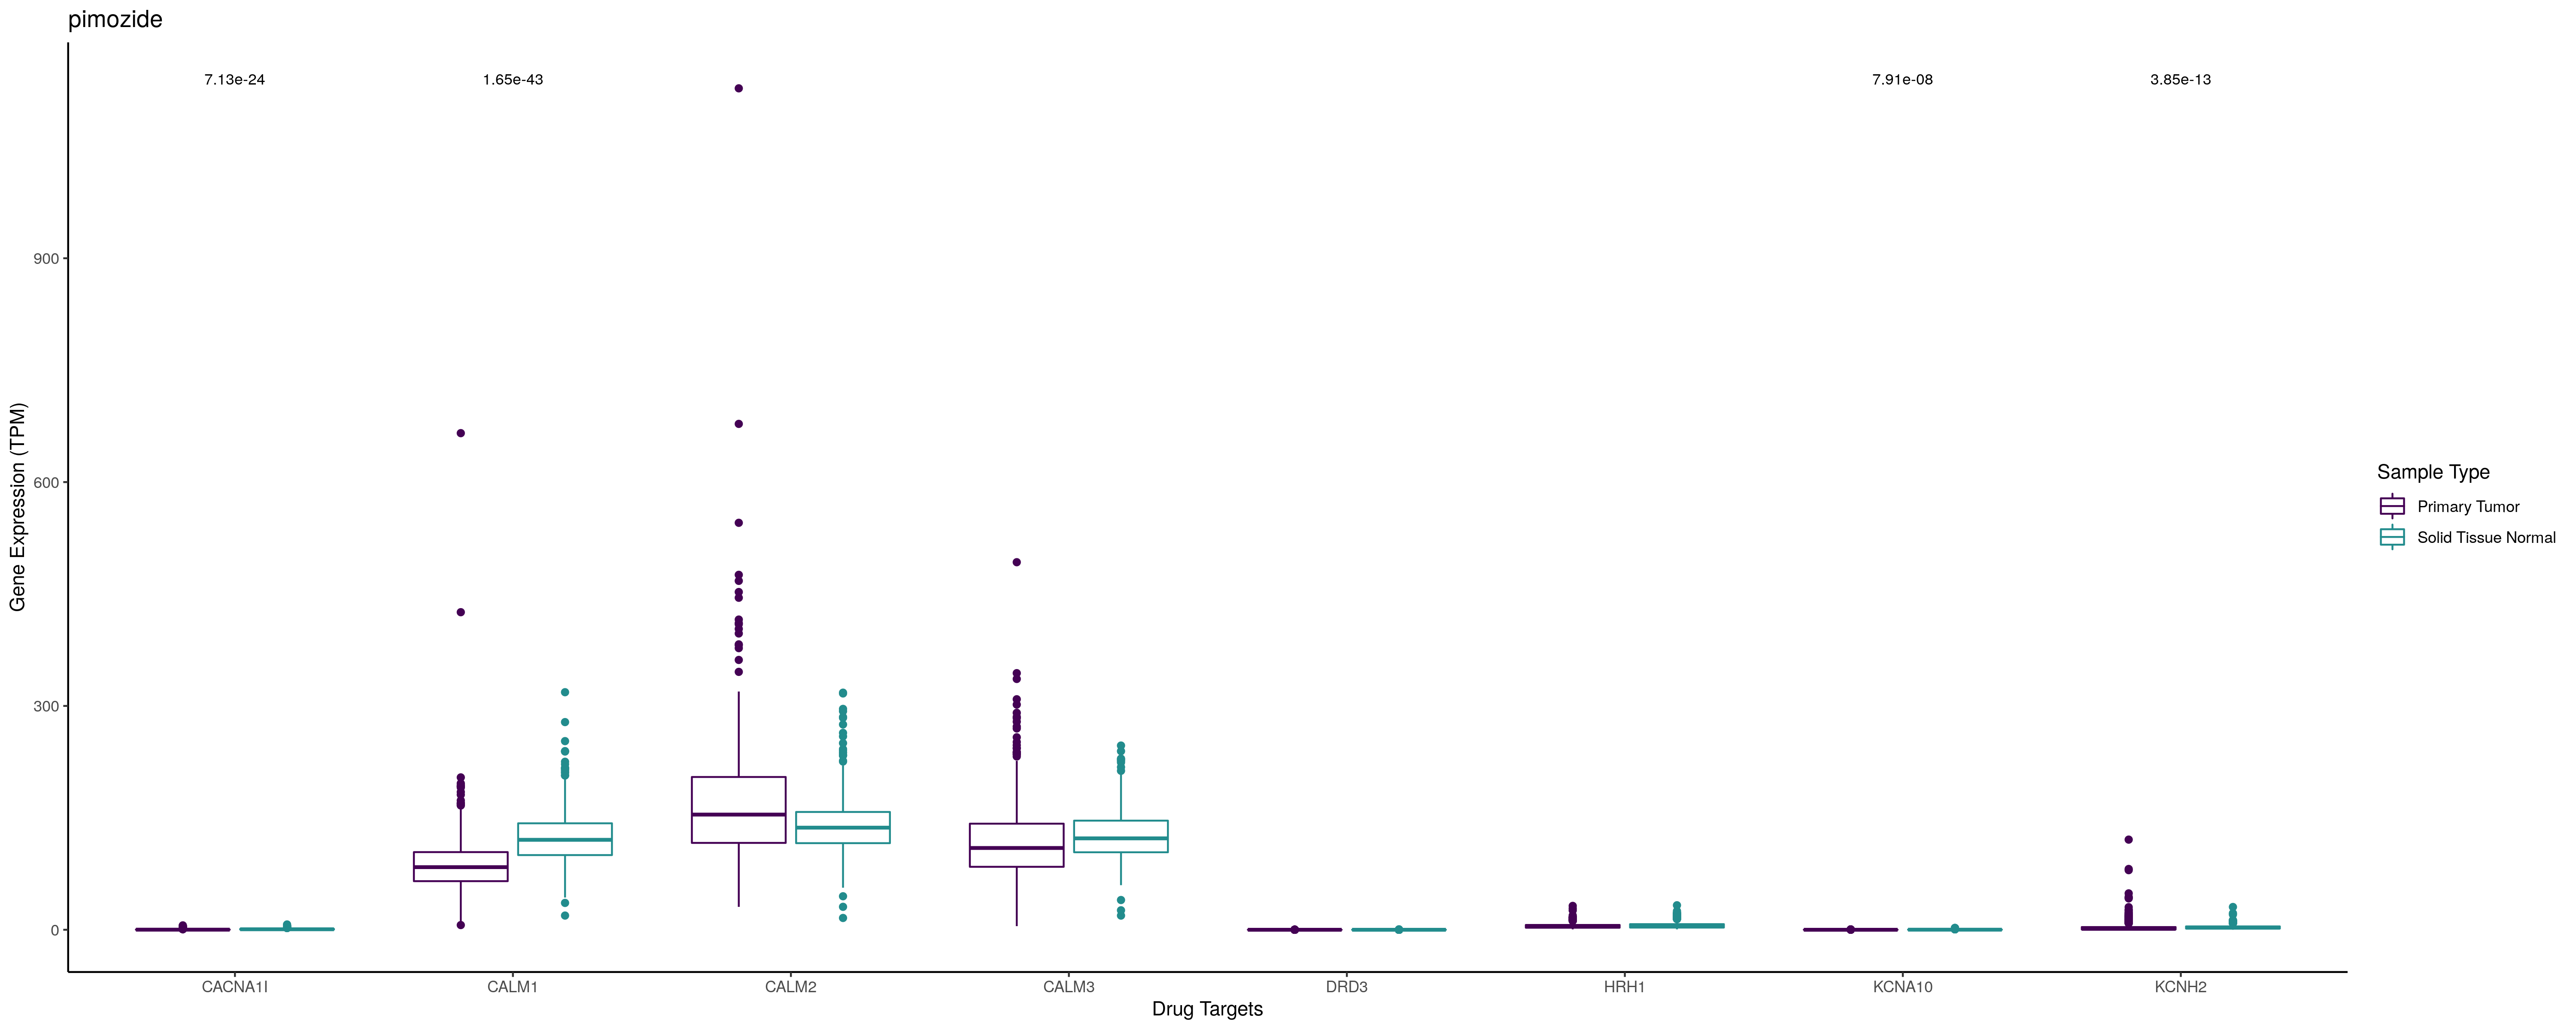 pimozide
7.13e-24
1.65e-43
7.91e-08
3.85e-13
900
600
300
0
Gene Expression (TPM)
CACNA1I
CALM1
CALM2
CALM3
DRD3
HRH1
KCNA10
KCNH2
Drug Targets
Sample Type
Primary Tumor
Solid Tissue Normal